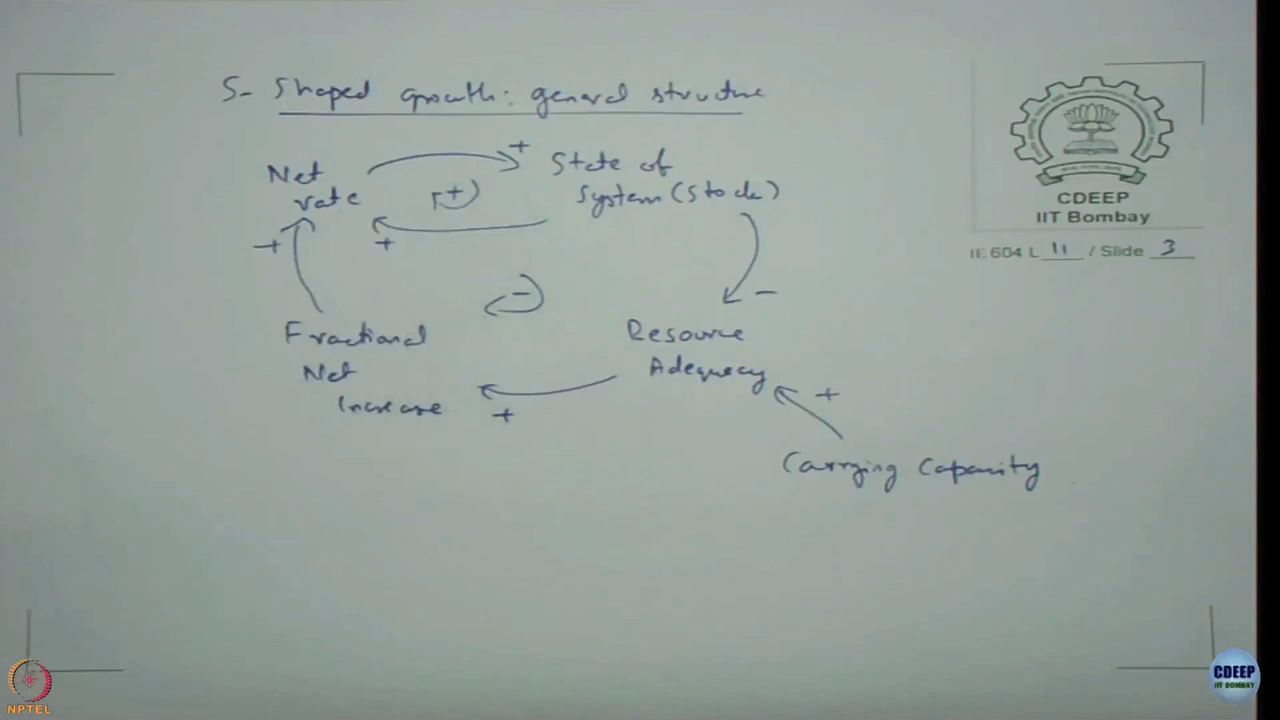 S- Shaped growth: general structure
Net rate
+
State of System (Stock)
+
+
+
-
-
Fractional Net Increase
Resource Adequacy
+
+
Carrying Capacity
CDEEP
IIT Bombay
IE 604 L 11 / Slide 3
NPTEL
CDEEP
IIT BOMBAY